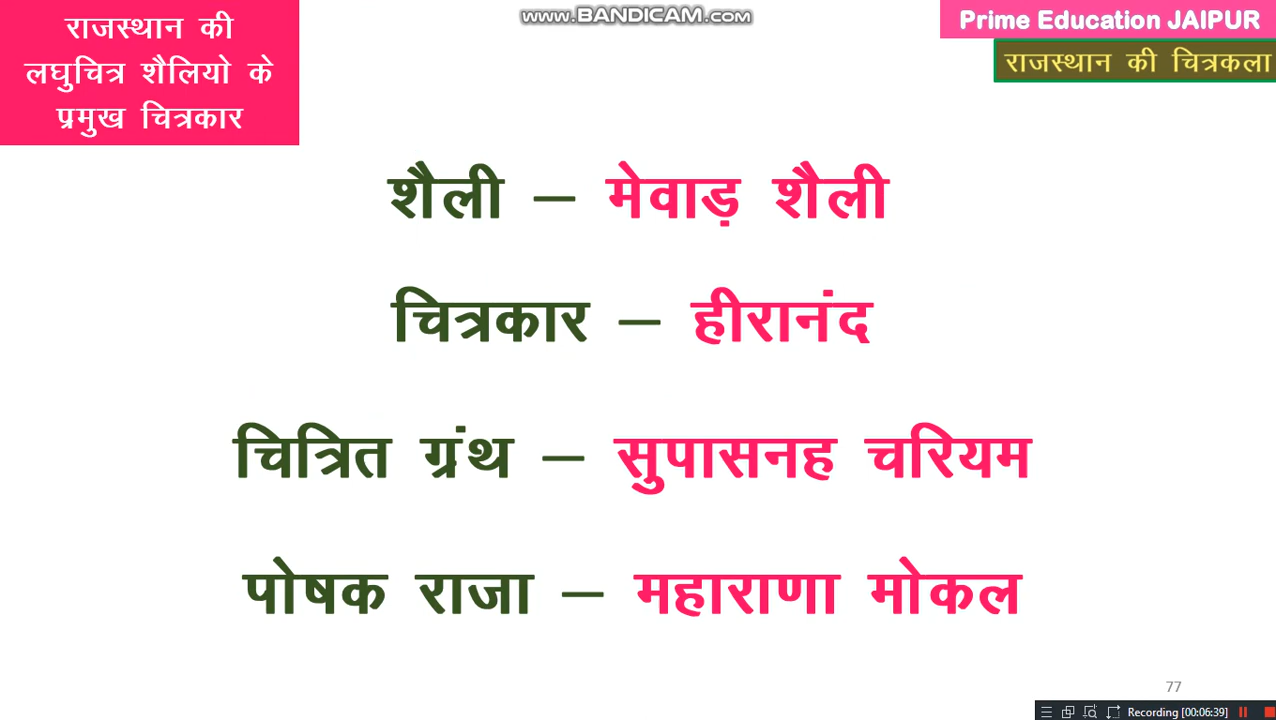 www.BANDICAM.com
राजस्थान की
लघुचित्र शैलियो के
प्रमुख चित्रकार
Prime Education JAIPUR
राजस्थान की चित्रकला
शैली – मेवाड़ शैली
चित्रकार – हीरानंद
चित्रित ग्रंथ – सुपासनह चरियम
पोषक राजा – महाराणा मोकल
77
Recording [00:06:39]